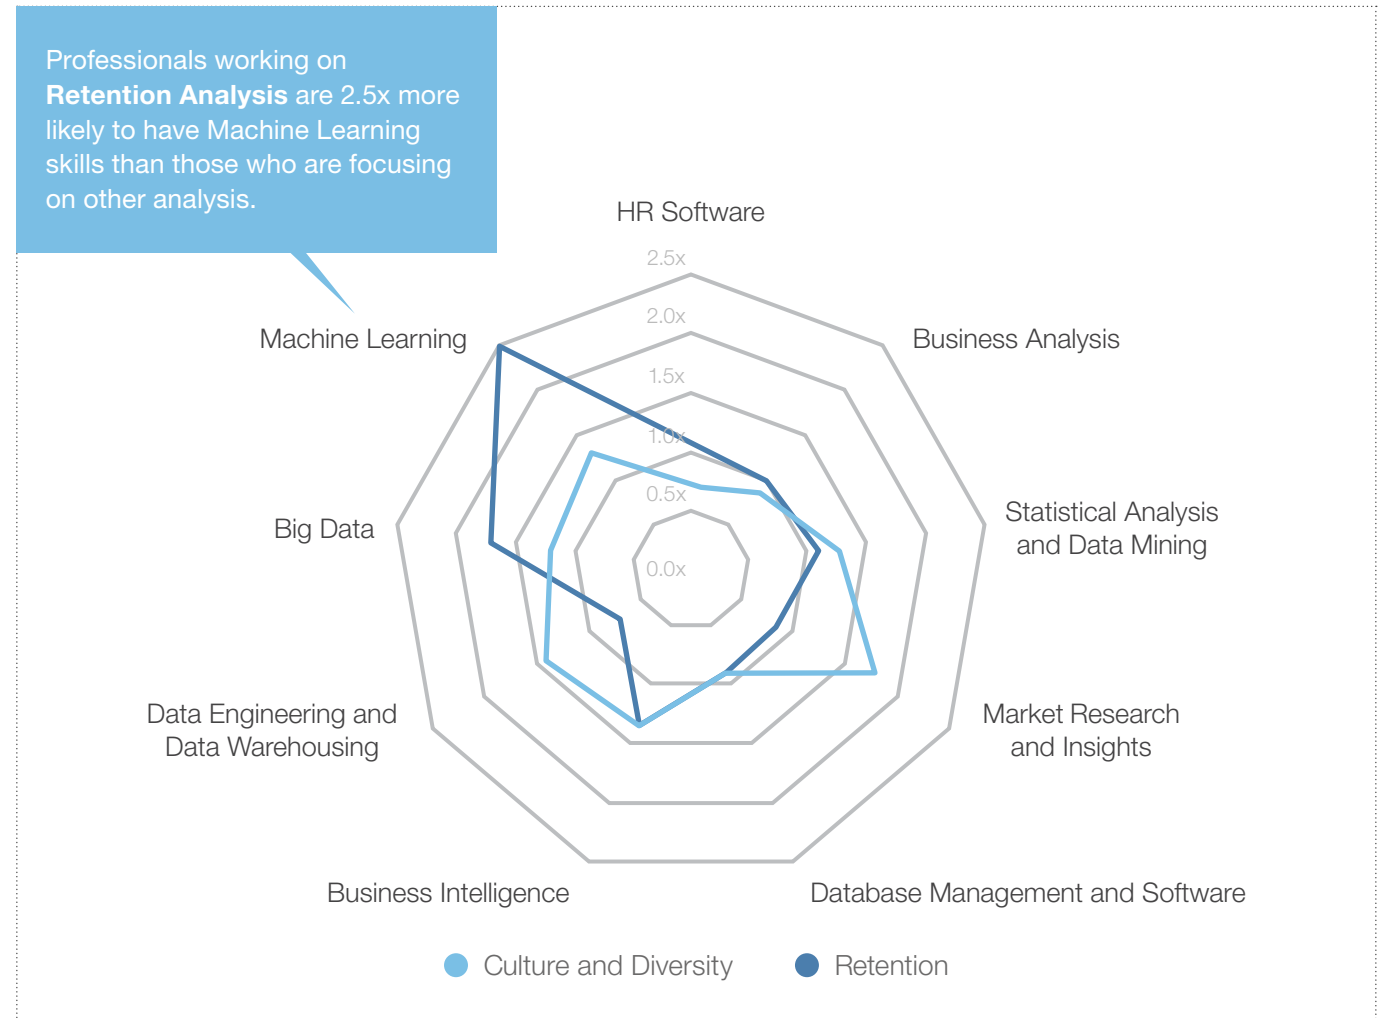 Professionals working on
Retention Analysis are 2.5x more
likely to have Machine Learning
skills than those who are focusing
on other analysis.
HR Software
2.5x
2.0x
1.5x
1.0x
0.5x
0.0x
Machine Learning
Business Analysis
Big Data
Statistical Analysis
and Data Mining
Data Engineering and
Data Warehousing
Market Research
and Insights
Business Intelligence
Database Management and Software
Culture and Diversity
Retention